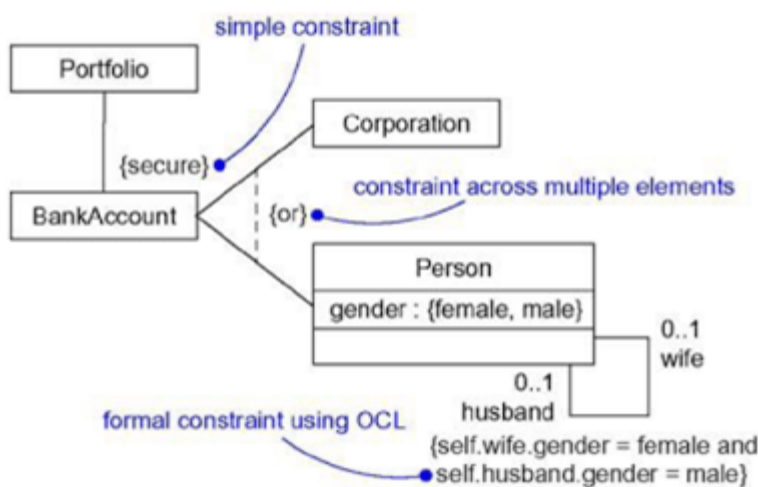 simple constraint
Portfolio
Corporation
{secure}
constraint across multiple elements
BankAccount
{or}
Person
gender : {female, male}
0..1
wife
0..1
husband
formal constraint using OCL
{self.wife.gender = female and
self.husband.gender = male}